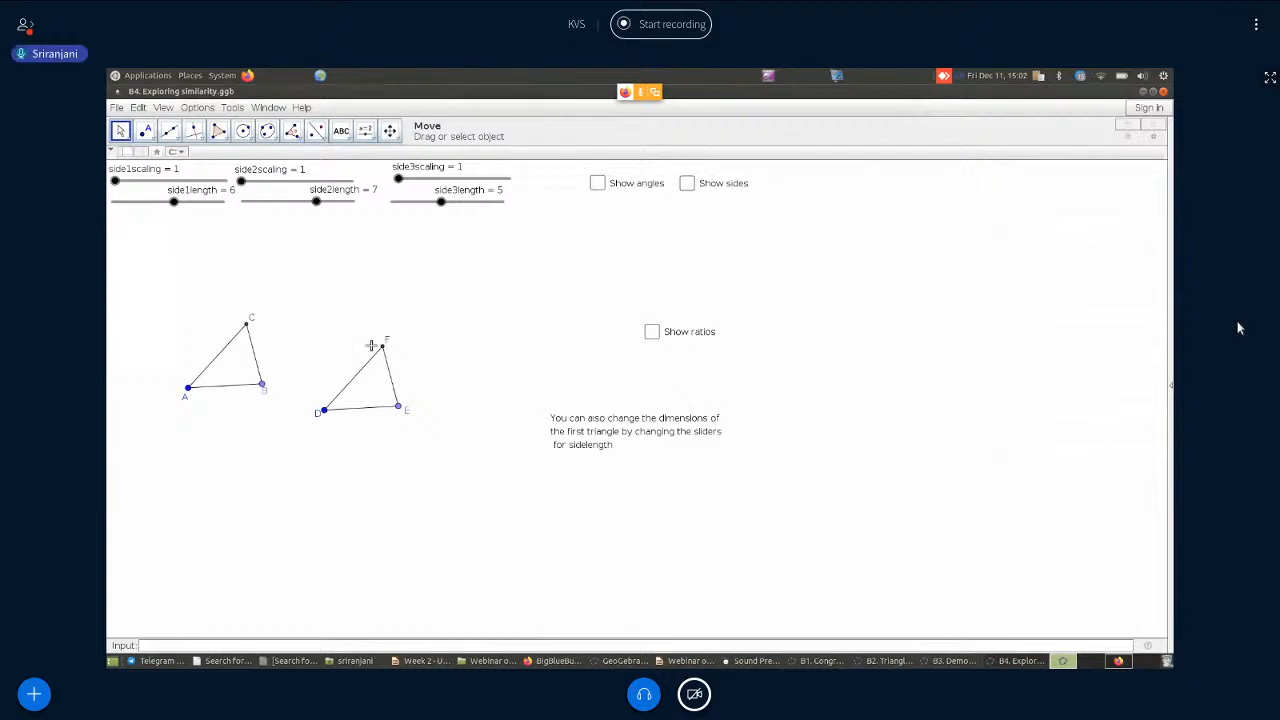 KVS
Start recording
Sriranjani
Applications Places System
Fri Dec 11, 15:02
B4. Exploring similarity.ggb
File Edit View Options Tools Window Help
Sign in
ABC
a=2
Move
Drag or select object
side1scaling = 1
side2scaling = 1
side3scaling = 1
side1length = 6
side2length = 7
side3length = 5
Show angles
Show sides
C
F
Show ratios
A
B
D
E
You can also change the dimensions of
the first triangle by changing the sliders
for sidelength
Input:
Telegram ...
Search for...
[Search for...
sriranjani
Week 2 - U...
Webinar o...
BigBlueBu...
GeoGebra...
Webinar o...
Sound Pre...
B1. Congr...
B2. Triangl...
B3. Demo...
B4. Explor...